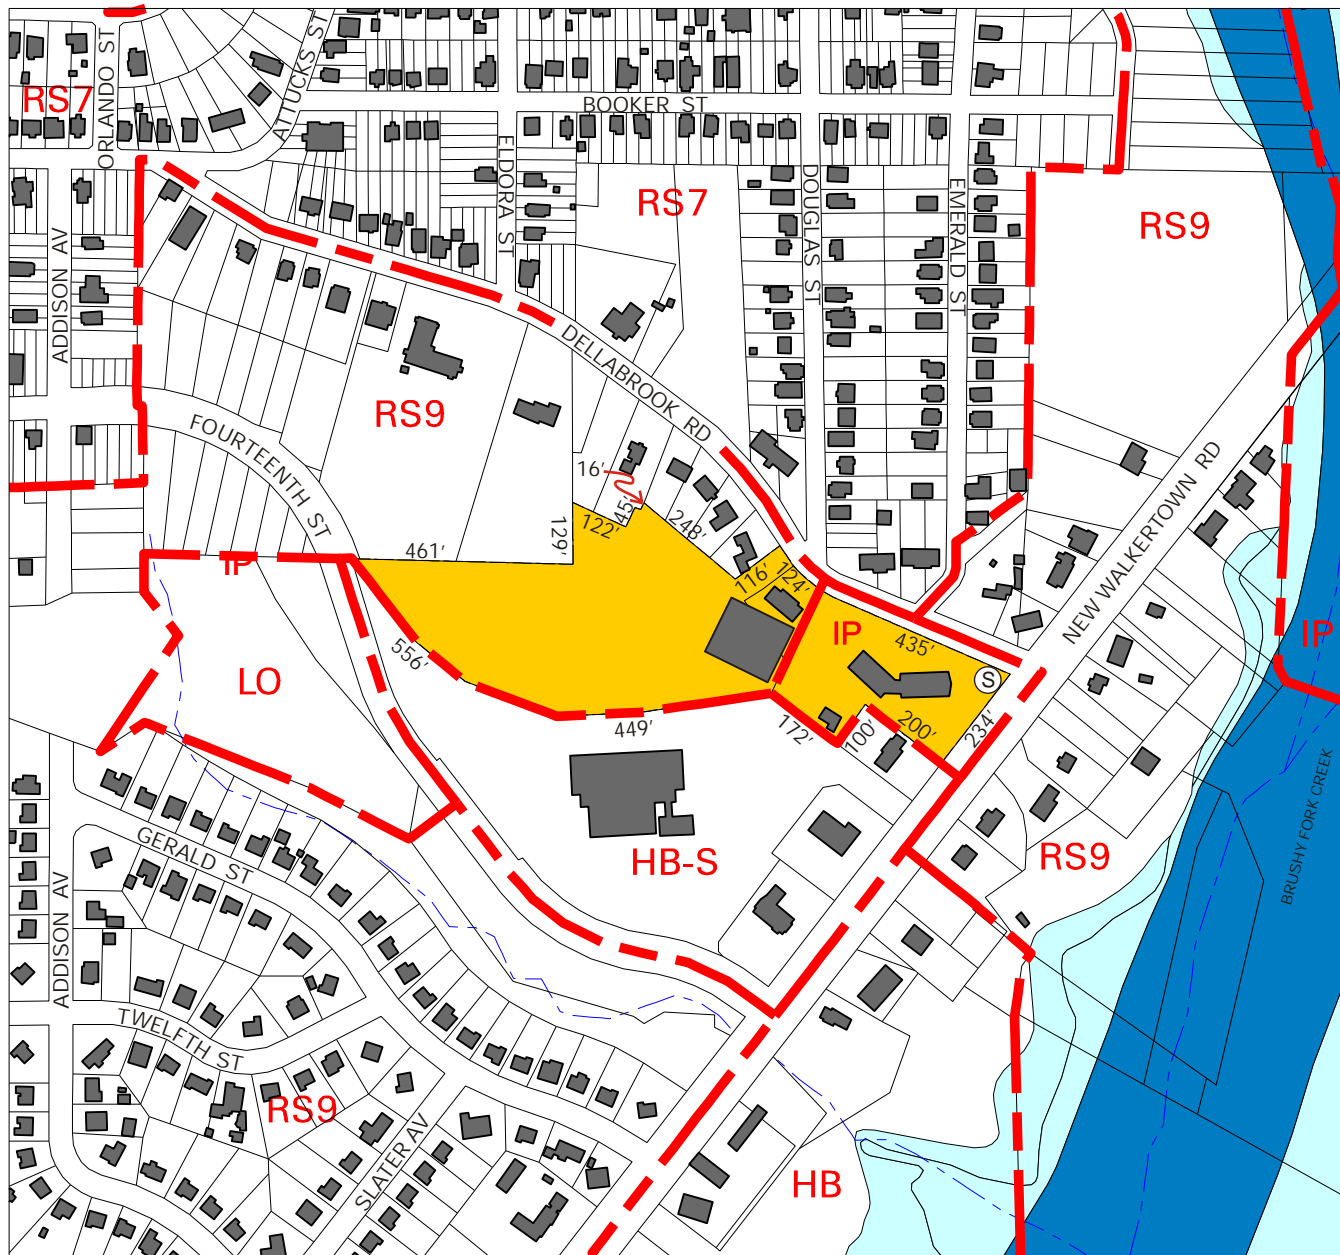 ORLANDO ST
ATTUCKS ST
RS7
BOOKER ST
ELDORA ST
RS7
DOUGLAS ST
EMERALD ST
RS9
ADDISON AV
DELLABROOK RD
RS9
FOURTEENTH ST
NEW WALKERTOWN RD
16'
45'
122'
248'
129'
461'
IP
116'
124'
IP
435'
IP
556'
LO
S
449'
172'
100'
200'
234'
BRUSHY FORK CREEK
GERALD ST
HB-S
RS9
ADDISON AV
TWELFTH ST
RS9
SLATER AV
HB